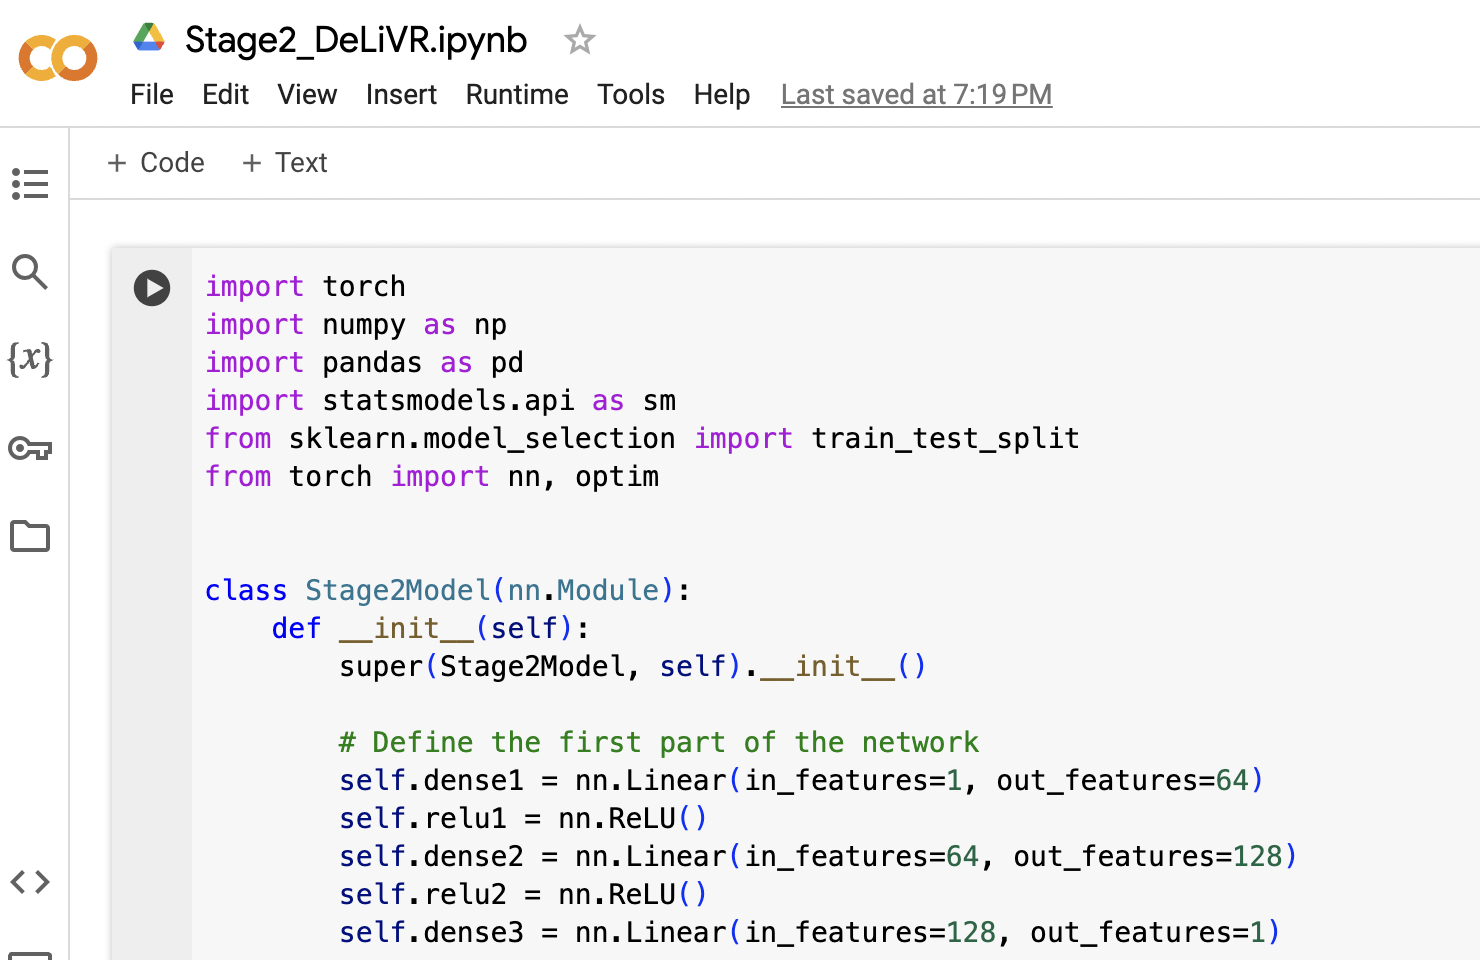 Stage2_DeLiVR.ipynb
File Edit View Insert Runtime Tools Help Last saved at 7:19 PM
+ Code + Text
{x}
import torch
import numpy as np
import pandas as pd
import statsmodels.api as sm
from sklearn.model_selection import train_test_split
from torch import nn, optim
class Stage2Model(nn.Module):
    def __init__(self):
        super(Stage2Model, self).__init__()
        # Define the first part of the network
        self.dense1 = nn.Linear(in_features=1, out_features=64)
        self.relu1 = nn.ReLU()
        self.dense2 = nn.Linear(in_features=64, out_features=128)
        self.relu2 = nn.ReLU()
        self.dense3 = nn.Linear(in_features=128, out_features=1)